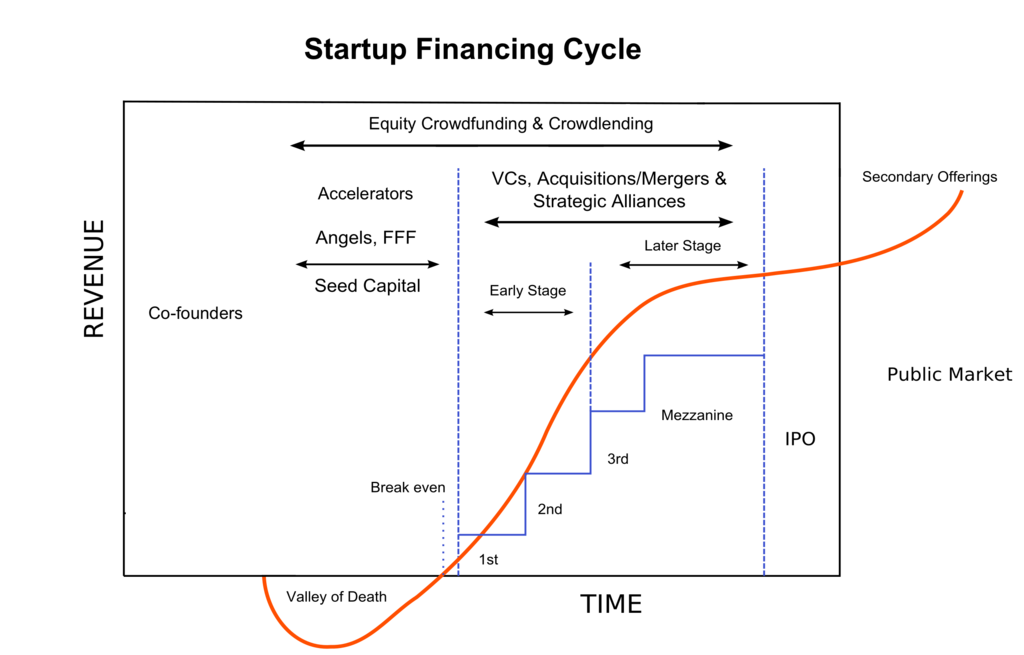 Startup Financing Cycle
Equity Crowdfunding & Crowdlending
VCs, Acquisitions/Mergers &
Strategic Alliances
Secondary Offerings
Accelerators
Angels, FFF
Later Stage
Seed Capital
Early Stage
REVENUE
Co-founders
Public Market
Mezzanine
IPO
3rd
Break even
2nd
1st
Valley of Death
TIME